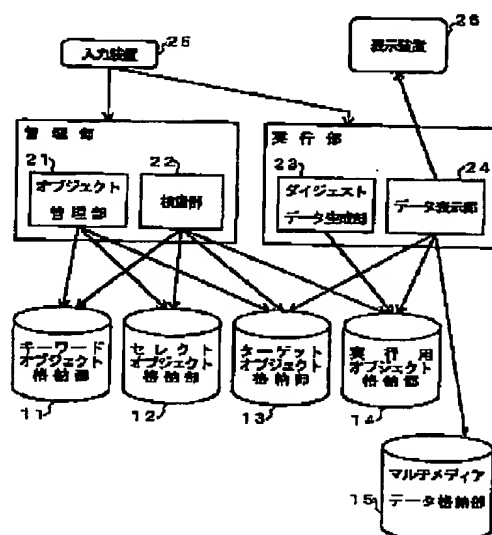 26
25
表示装置
入力装置
管理部
実行部
21
22
23
24
オブジェクト
管理部
検索部
ダイジェスト
データ生成部
データ表示部
キーワード
オブジェクト
格納部
セレクト
オブジェクト
格納部
ターゲット
オブジェクト
格納部
実行用
オブジェクト
格納部
11
12
13
14
マルチメディア
データ格納部
15